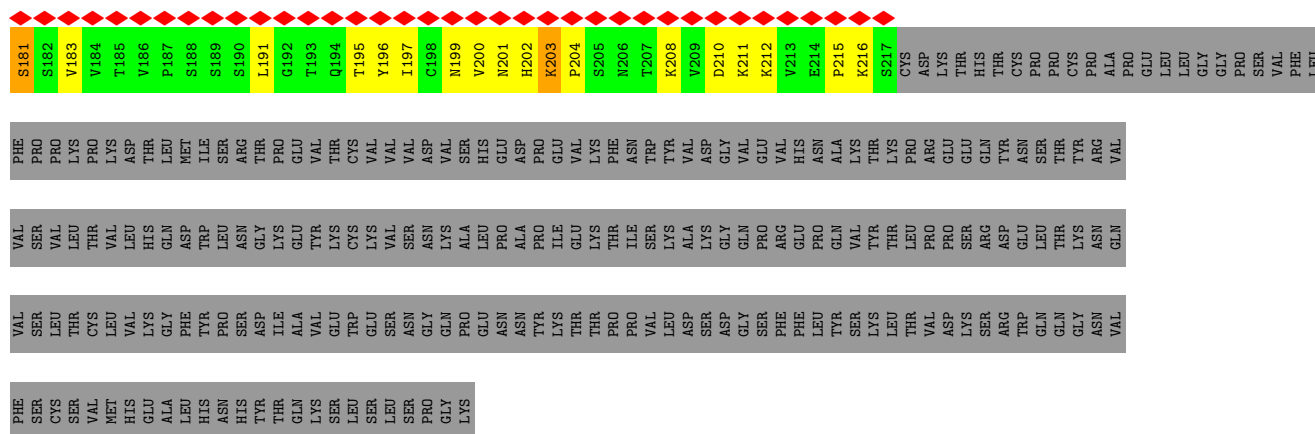 S181 S182 V183 V184 T185 V186 P187 S188 S189 S190 L191 G192 T193 Q194 T195 Y196 I197 C198 N199 V200 N201 H202 K203 P204 S205 N206 T207 K208 V209 D210 K211 K212 V213 E214 P215 K216 S217 CYS ASP LYS THR HIS THR CYS PRO PRO CYS PRO ALA PRO GLU LEU LEU GLY GLY PRO SER VAL PHE LEU
PHE PRO PRO LYS PRO LYS ASP THR LEU MET ILE SER ARG THR PRO GLU VAL THR CYS VAL VAL VAL ASP VAL SER HIS GLU ASP PRO GLU VAL LYS PHE ASN TRP TYR VAL ASP GLY VAL GLU VAL HIS ASN ALA LYS THR LYS PRO ARG GLU GLU GLN TYR ASN SER THR TYR ARG VAL
VAL SER VAL LEU THR VAL LEU HIS GLN ASP TRP LEU ASN GLY LYS GLU TYR LYS CYS LYS VAL SER ASN LYS ALA LEU PRO ALA PRO ILE GLU LYS THR ILE SER LYS ALA LYS GLY GLN PRO ARG GLU PRO GLN VAL TYR THR LEU PRO PRO SER ARG ASP GLU LEU THR LYS ASN GLN
VAL SER LEU THR CYS LEU VAL LYS GLY PHE TYR PRO SER ASP ILE ALA VAL GLU TRP GLU SER ASN GLY GLN PRO GLU ASN ASN TYR LYS THR THR PRO PRO VAL LEU ASP SER ASP GLY SER PHE PHE LEU TYR SER LYS LEU THR VAL ASP LYS SER ARG TRP GLN GLN GLY ASN VAL
PHE SER CYS SER VAL MET HIS GLU ALA LEU HIS ASN HIS TYR THR GLN LYS SER LEU SER LEU SER PRO GLY LYS